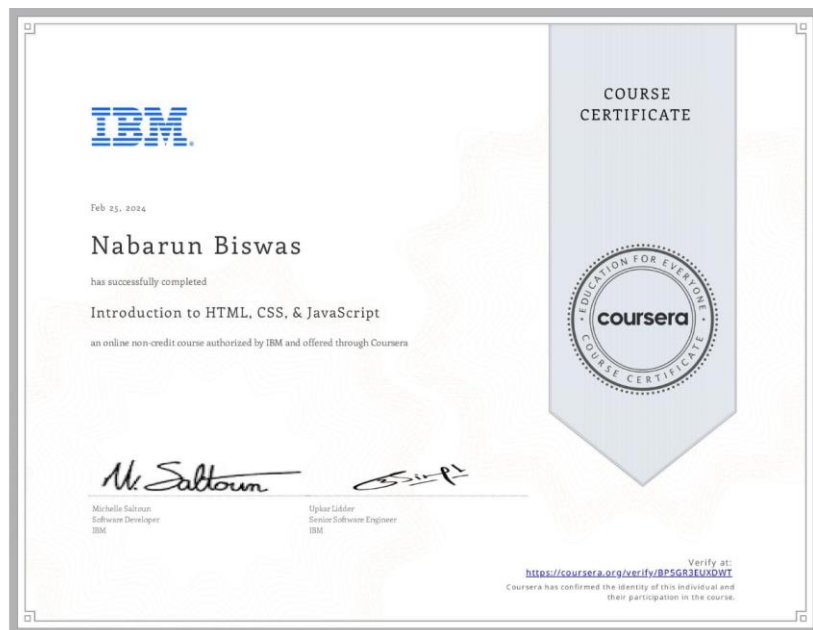 IBM
Feb 25, 2024
Nabarun Biswas
has successfully completed
Introduction to HTML, CSS, & JavaScript
an online non-credit course authorized by IBM and offered through Coursera
M. Saltoun
Michelle Saltoun
Software Developer
IBM
Upkar Lidder
Senior Software Engineer
IBM
COURSE
CERTIFICATE
EDUCATION FOR EVERYONE
coursera
COURSE CERTIFICATE
Verify at:
https://coursera.org/verify/BP5GR3EUXDWT
Coursera has confirmed the identity of this individual and
their participation in the course.